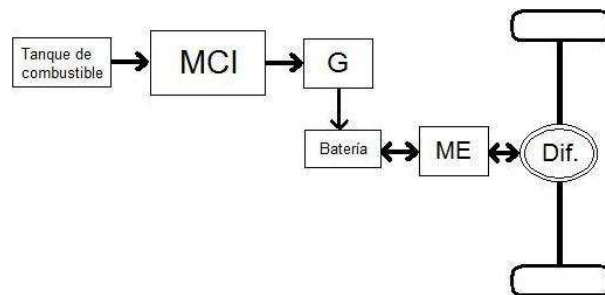 Tanque de
combustible
MCI
G
Batería
ME
Dif.